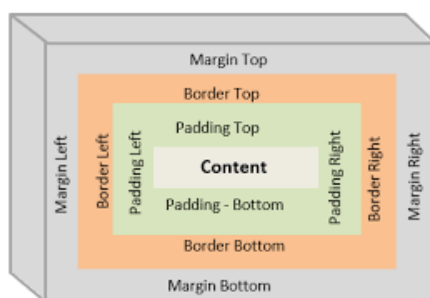 Margin Top
Border Top
Padding Top
Margin Left
Border Left
Padding Left
Content
Padding Right
Border Right
Margin Right
Padding - Bottom
Border Bottom
Margin Bottom